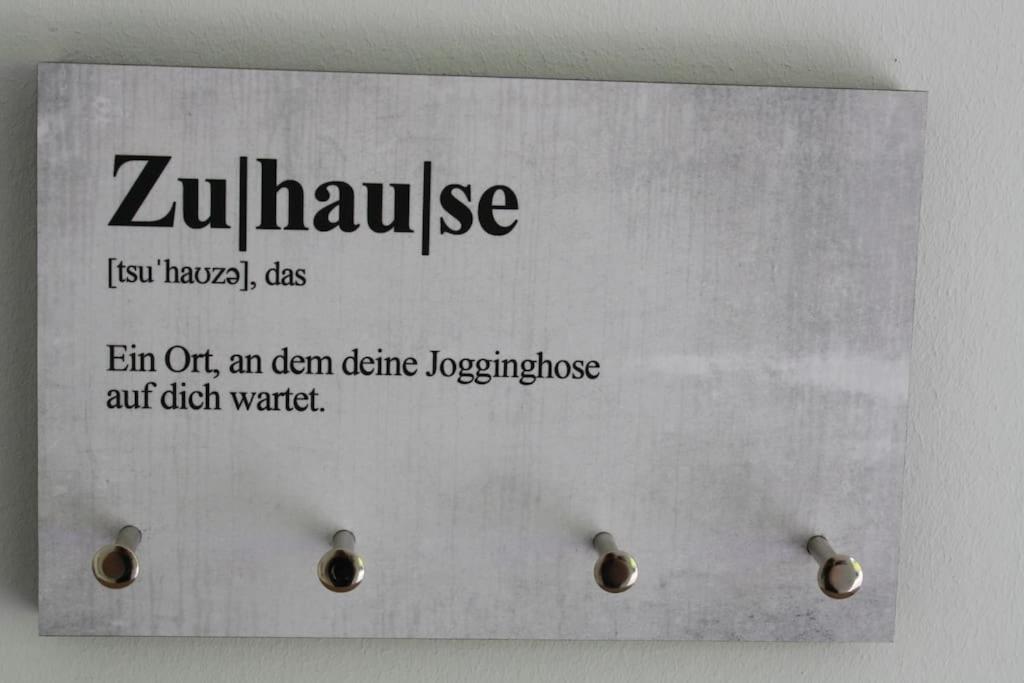 Zu|hau|se
[tsuˈhaʊzə], das
Ein Ort, an dem deine Jogginghose
auf dich wartet.